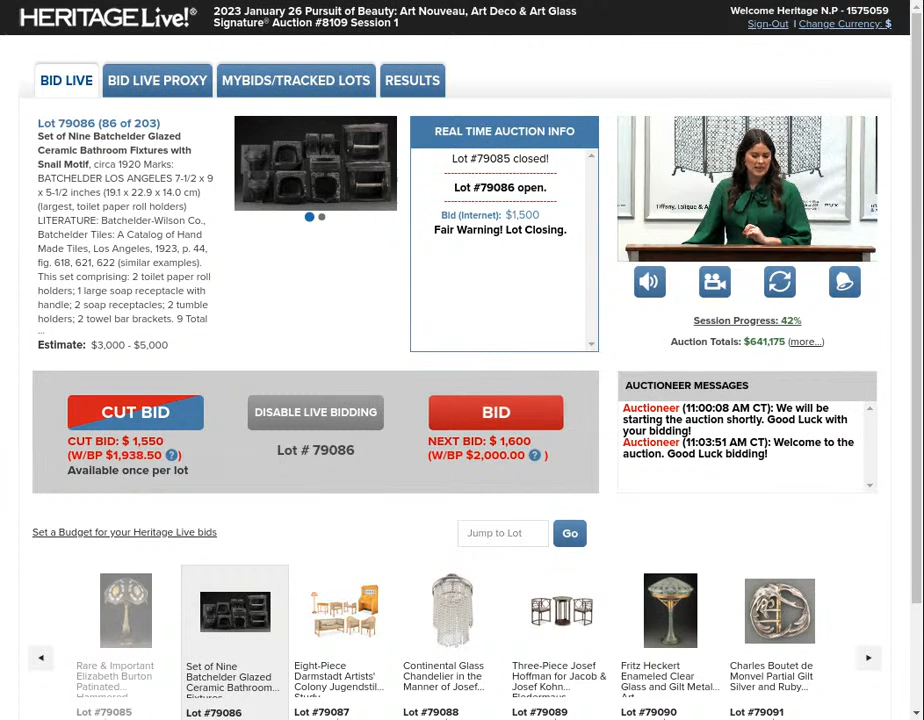 HERITAGE Live!®
2023 January 26 Pursuit of Beauty: Art Nouveau, Art Deco & Art Glass
Signature® Auction #8109 Session 1
Welcome Heritage N.P - 1575059
Sign-Out | Change Currency: $
BID LIVE
BID LIVE PROXY
MYBIDS/TRACKED LOTS
RESULTS
Lot 79086 (86 of 203)
Set of Nine Batchelder Glazed
Ceramic Bathroom Fixtures with
Snail Motif, circa 1920 Marks:
BATCHELDER LOS ANGELES 7-1/2 x 9
x 5-1/2 inches (19.1 x 22.9 x 14.0 cm)
(largest, toilet paper roll holders)
LITERATURE: Batchelder-Wilson Co.,
Batchelder Tiles: A Catalog of Hand
Made Tiles, Los Angeles, 1923, p. 44,
fig. 618, 621, 622 (similar examples).
This set comprising: 2 toilet paper roll
holders; 1 large soap receptacle with
handle; 2 soap receptacles; 2 tumble
holders; 2 towel bar brackets. 9 Total
...
Estimate: $3,000 - $5,000
REAL TIME AUCTION INFO
Lot #79085 closed!
Lot #79086 open.
Bid (Internet): $1,500
Fair Warning! Lot Closing.
Tiffany, Lalique & A
Session Progress: 42%
Auction Totals: $641,175 (more...)
CUT BID
CUT BID: $ 1,550
(W/BP $1,938.50 ?)
Available once per lot
DISABLE LIVE BIDDING
Lot # 79086
BID
NEXT BID: $ 1,600
(W/BP $2,000.00 ? )
AUCTIONEER MESSAGES
Auctioneer (11:00:08 AM CT): We will be
starting the auction shortly. Good Luck with
your bidding!
Auctioneer (11:03:51 AM CT): Welcome to the
auction. Good Luck bidding!
Set a Budget for your Heritage Live bids
Jump to Lot
Go
Rare & Important
Elizabeth Burton
Patinated...
Hammered
Lot #79085
Set of Nine
Batchelder Glazed
Ceramic Bathroom...
Fixtures
Lot #79086
Eight-Piece
Darmstadt Artists'
Colony Jugendstil...
Study
Lot #79087
Continental Glass
Chandelier in the
Manner of Josef...
Lot #79088
Three-Piece Josef
Hoffman for Jacob &
Josef Kohn...
Biedermaus
Lot #79089
Fritz Heckert
Enameled Clear
Glass and Gilt Metal...
Art
Lot #79090
Charles Boutet de
Monvel Partial Gilt
Silver and Ruby...
Lot #79091